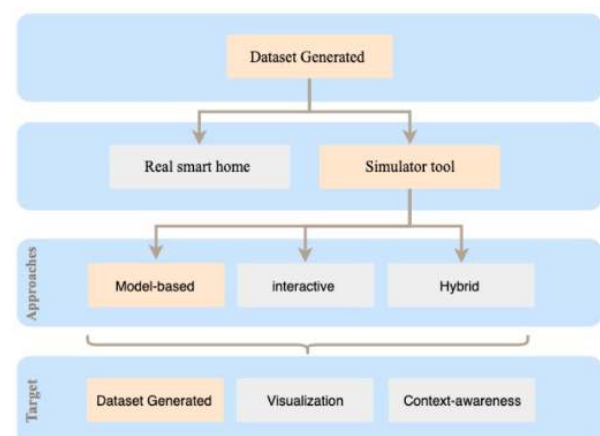 Dataset Generated
Real smart home
Simulator tool
Approaches
Model-based
interactive
Hybrid
Target
Dataset Generated
Visualization
Context-awareness